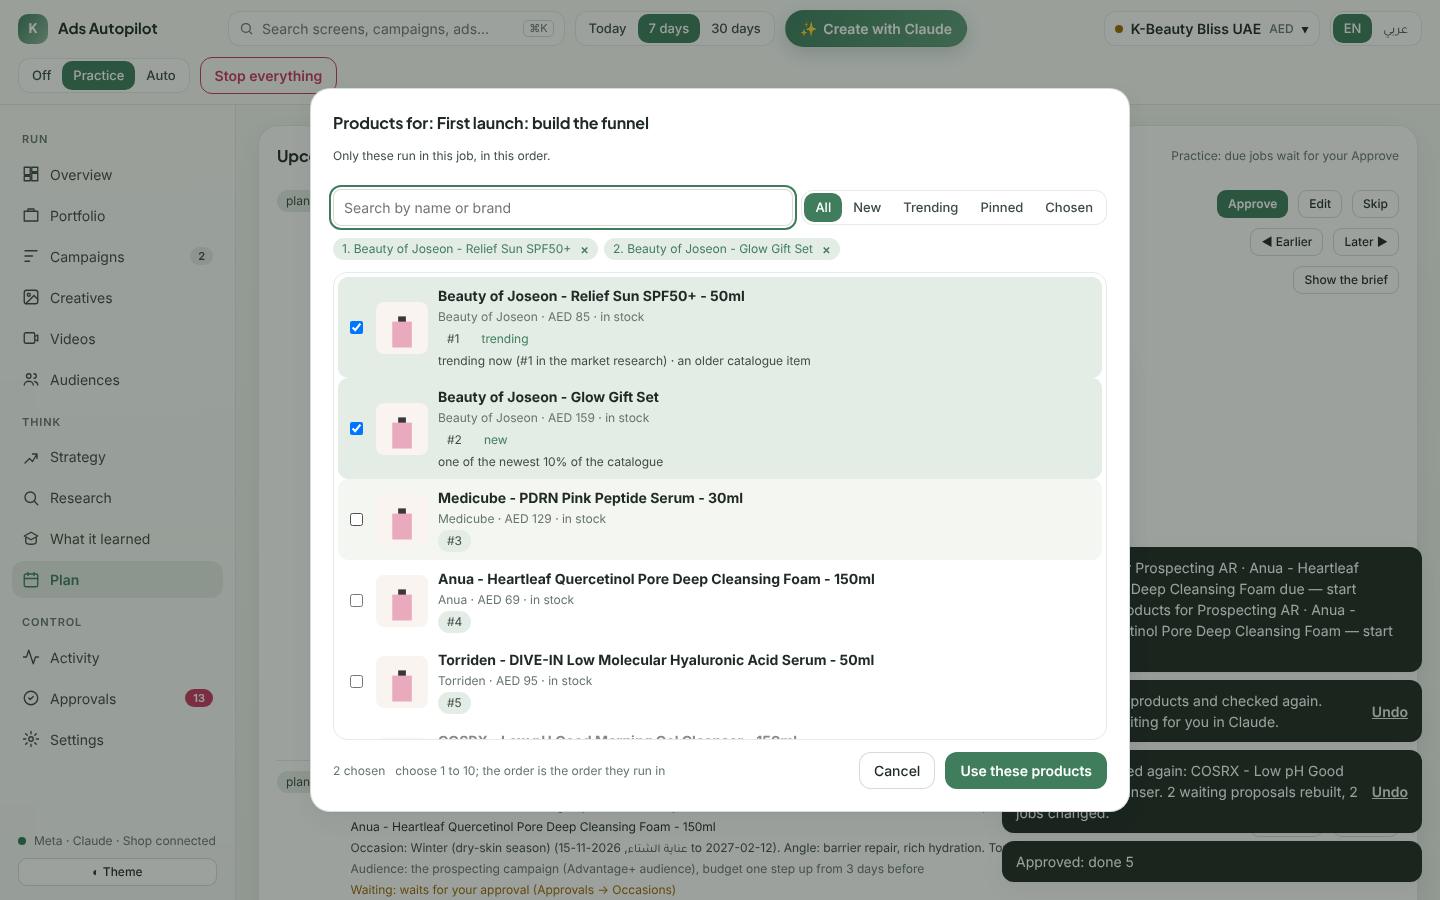 K
Ads Autopilot
Search screens, campaigns, ads...
⌘K
Today
7 days
30 days
✨ Create with Claude
K-Beauty Bliss UAE AED ▾
EN
عربي
Off
Practice
Auto
Stop everything
RUN
Overview
Portfolio
Campaigns
2
Creatives
Videos
Audiences
THINK
Strategy
Research
What it learned
Plan
CONTROL
Activity
Approvals
13
Settings
Meta · Claude · Shop connected
Theme
Practice: due jobs wait for your Approve
plan
Approve
Edit
Skip
◀ Earlier
Later ▶
Show the brief
Products for: First launch: build the funnel
Only these run in this job, in this order.
Search by name or brand
All
New
Trending
Pinned
Chosen
1. Beauty of Joseon - Relief Sun SPF50+ ×
2. Beauty of Joseon - Glow Gift Set ×
Beauty of Joseon - Relief Sun SPF50+ - 50ml
Beauty of Joseon · AED 85 · in stock
#1 trending
trending now (#1 in the market research) · an older catalogue item
Beauty of Joseon - Glow Gift Set
Beauty of Joseon · AED 159 · in stock
#2 new
one of the newest 10% of the catalogue
Medicube - PDRN Pink Peptide Serum - 30ml
Medicube · AED 129 · in stock
#3
Anua - Heartleaf Quercetinol Pore Deep Cleansing Foam - 150ml
Anua · AED 69 · in stock
#4
Torriden - DIVE-IN Low Molecular Hyaluronic Acid Serum - 50ml
Torriden · AED 95 · in stock
#5
COSRX - Low pH Good Morning Gel Cleanser - 150ml
2 chosen choose 1 to 10; the order is the order they run in
Cancel
Use these products
Prospecting AR · Anua - Heartleaf
Deep Cleansing Foam due — start
products for Prospecting AR · Anua -
Pore Deep Cleansing Foam — start
products and checked again.
waiting for you in Claude.
Undo
again: COSRX - Low pH Good
2 waiting proposals rebuilt, 2
jobs changed.
Undo
Approved: done 5
plan
Anua - Heartleaf Quercetinol Pore Deep Cleansing Foam - 150ml
Occasion: Winter (dry-skin season) (عناية الشتاء, 15-11-2026 to 2027-02-12). Angle: barrier repair, rich hydration.
Audience: the prospecting campaign (Advantage+ audience), budget one step up from 3 days before
Waiting: waits for your approval (Approvals → Occasions)